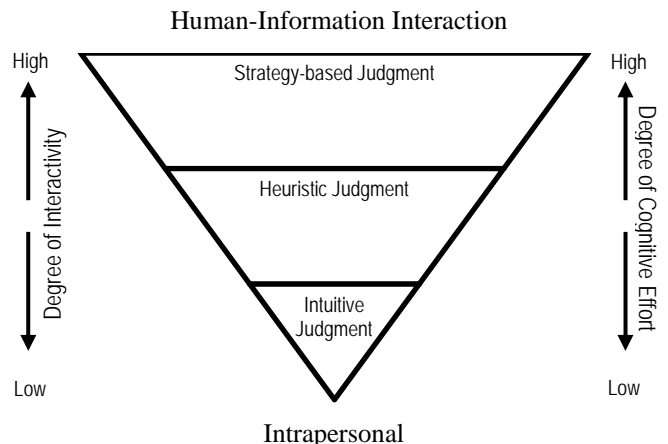 Human-Information Interaction
High
High
Strategy-based Judgment
Degree of Interactivity
Degree of Cognitive Effort
Heuristic Judgment
Intuitive
Judgment
Low
Low
Intrapersonal